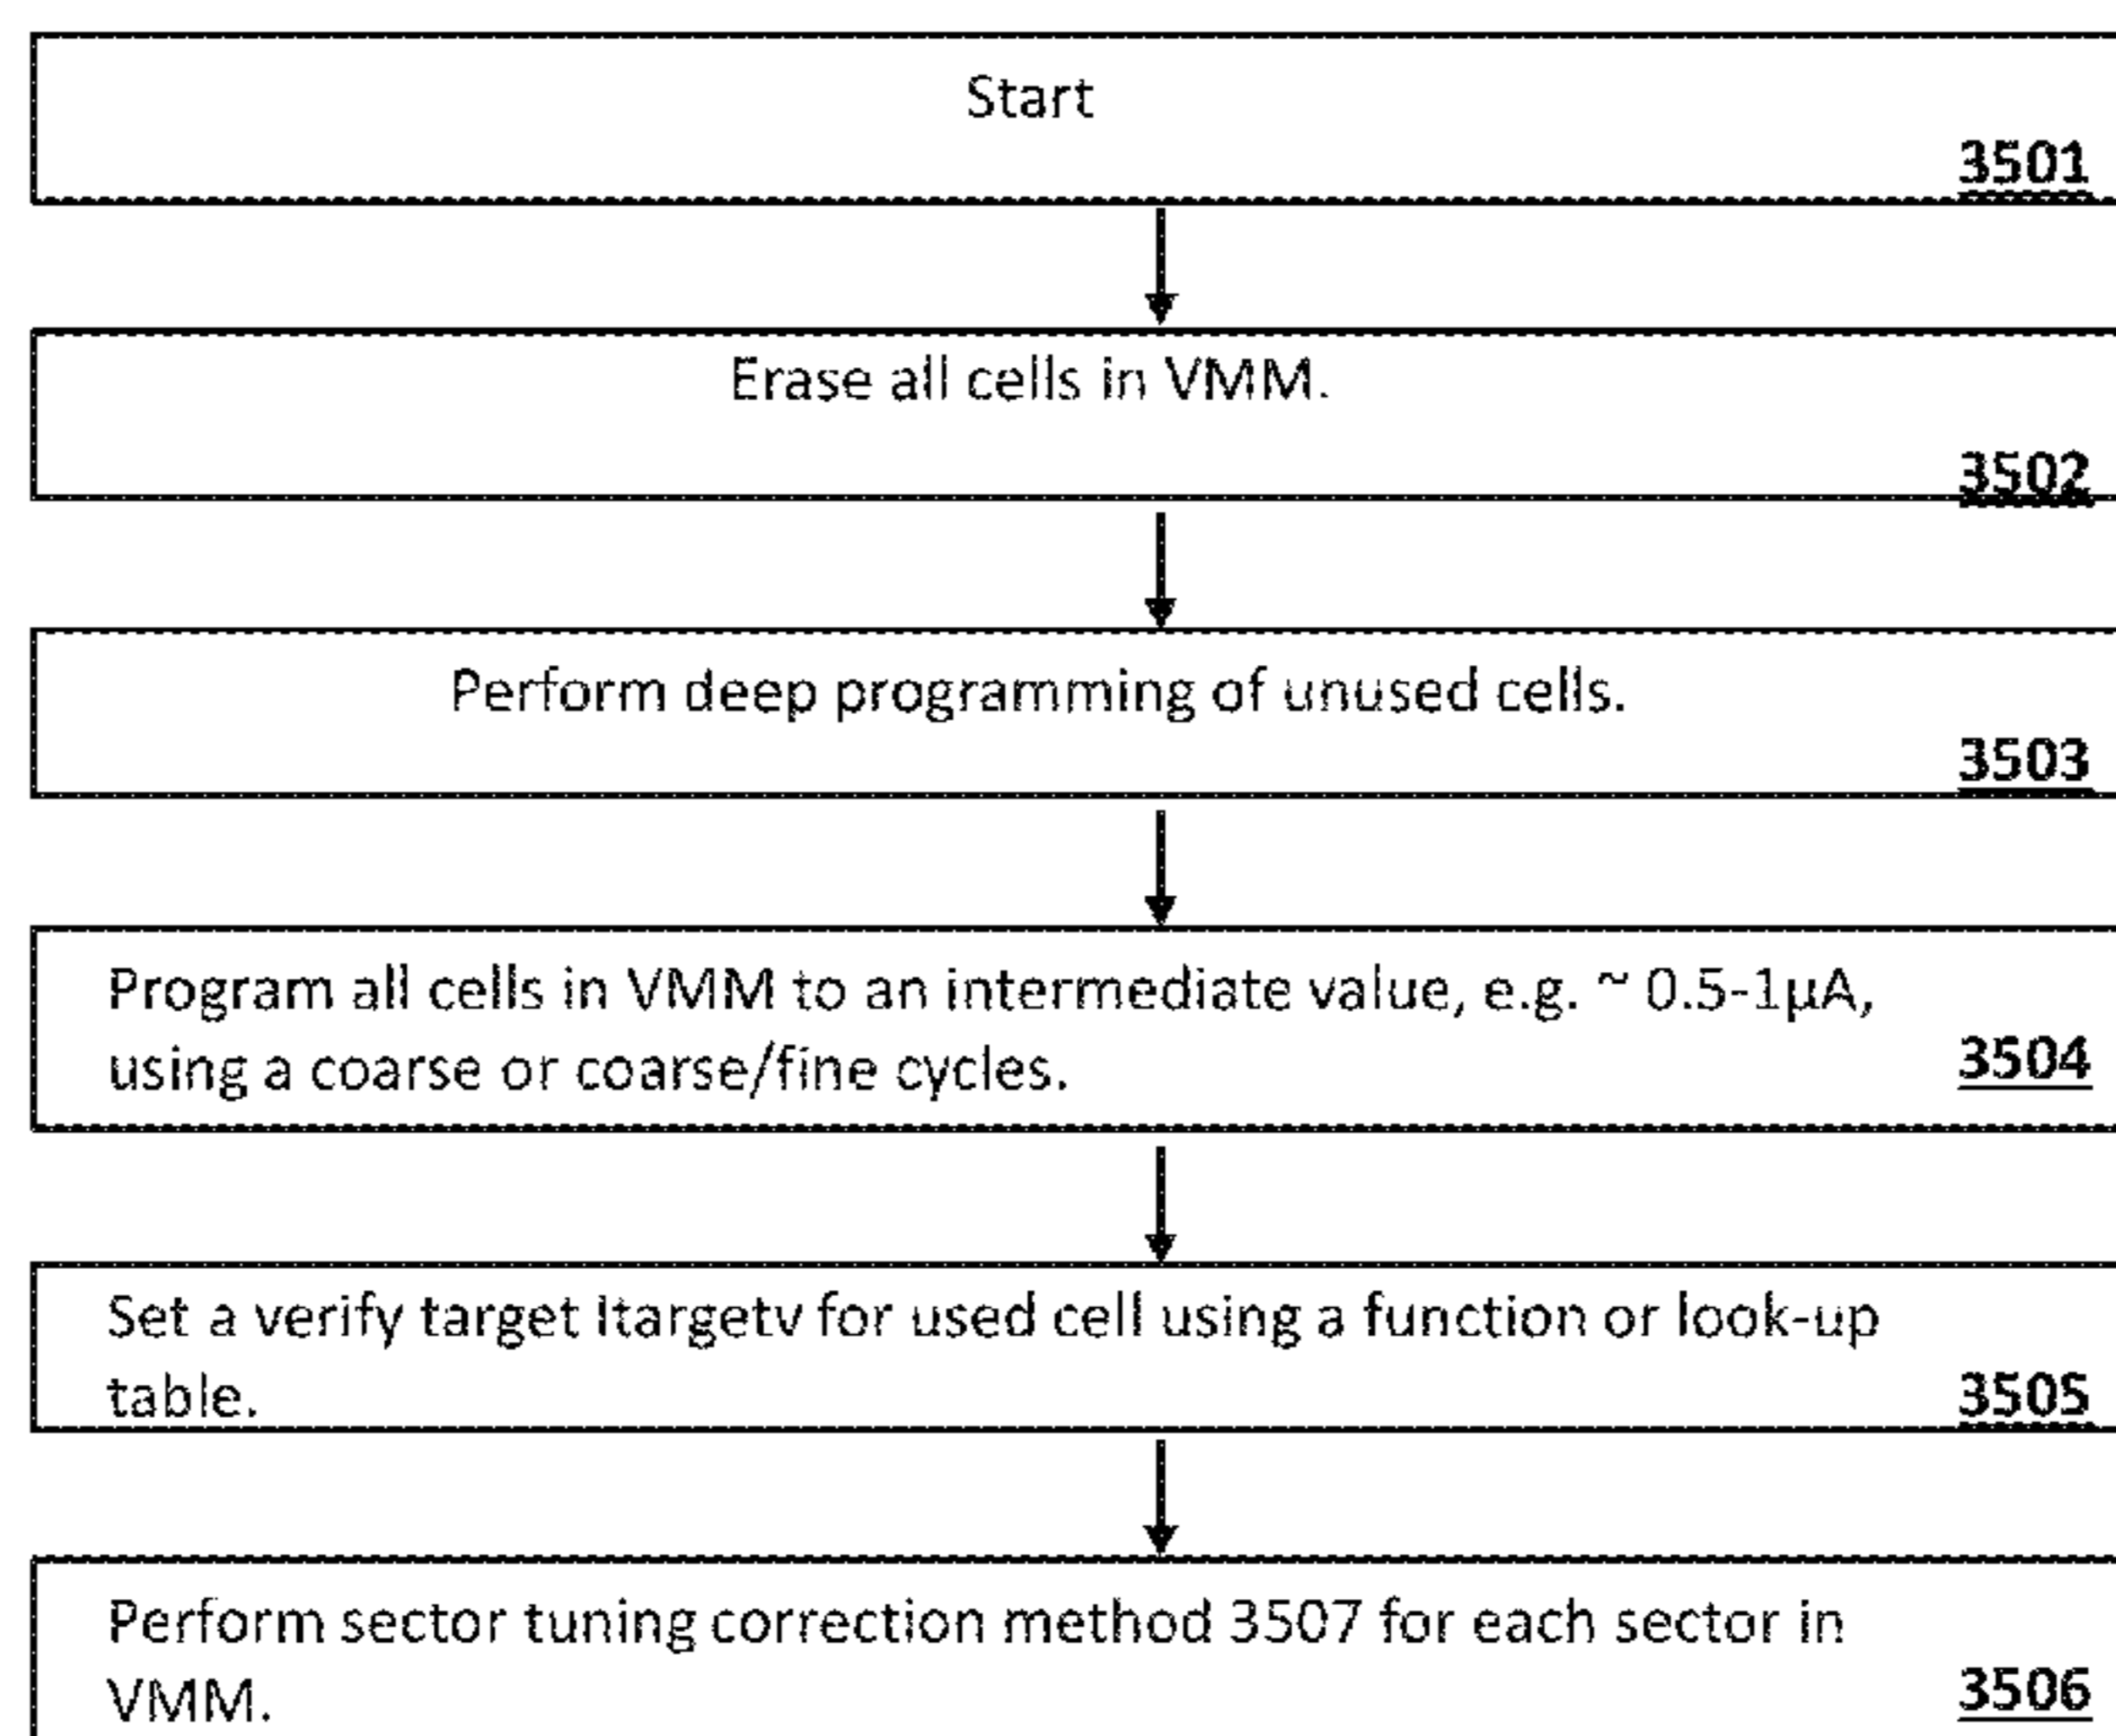 Start
3501
Erase all cells in VMM.
3502
Perform deep programming of unused cells.
3503
Program all cells in VMM to an intermediate value, e.g. ~ 0.5-1µA,
using a coarse or coarse/fine cycles.
3504
Set a verify target Itargetv for used cell using a function or look-up
table.
3505
Perform sector tuning correction method 3507 for each sector in
VMM.
3506